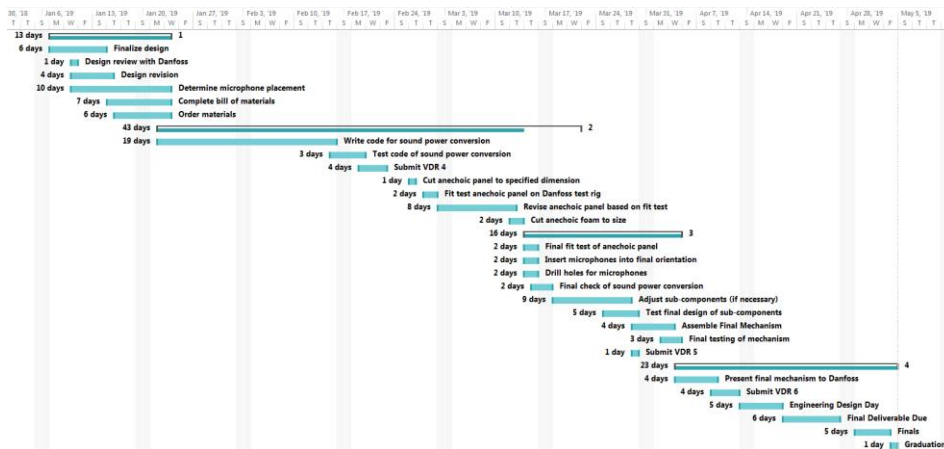 30, '18 Jan 6, '19 Jan 13, '19 Jan 20, '19 Jan 27, '19 Feb 3, '19 Feb 10, '19 Feb 17, '19 Feb 24, '19 Mar 3, '19 Mar 10, '19 Mar 17, '19 Mar 24, '19 Mar 31, '19 Apr 7, '19 Apr 14, '19 Apr 21, '19 Apr 28, '19 May 5, '19
T T S M W F S T T S M W F S T T S M W F S T T S M W F S T T S M W F S T T S M W F S T T S M W F S T T S M W F S T T S M W F S T T S M W F
13 days 1
6 days Finalize design
1 day Design review with Danfoss
4 days Design revision
10 days Determine microphone placement
7 days Complete bill of materials
6 days Order materials
43 days 2
19 days Write code for sound power conversion
3 days Test code of sound power conversion
4 days Submit VDR 4
1 day Cut anechoic panel to specified dimension
2 days Fit test anechoic panel on Danfoss test rig
8 days Revise anechoic panel based on fit test
2 days Cut anechoic foam to size
16 days 3
2 days Final fit test of anechoic panel
2 days Insert microphones into final orientation
2 days Drill holes for microphones
2 days Final check of sound power conversion
9 days Adjust sub-components (if necessary)
5 days Test final design of sub-components
4 days Assemble Final Mechanism
3 days Final testing of mechanism
1 day Submit VDR 5
23 days 4
4 days Present final mechanism to Danfoss
4 days Submit VDR 6
5 days Engineering Design Day
6 days Final Deliverable Due
5 days Finals
1 day Graduation